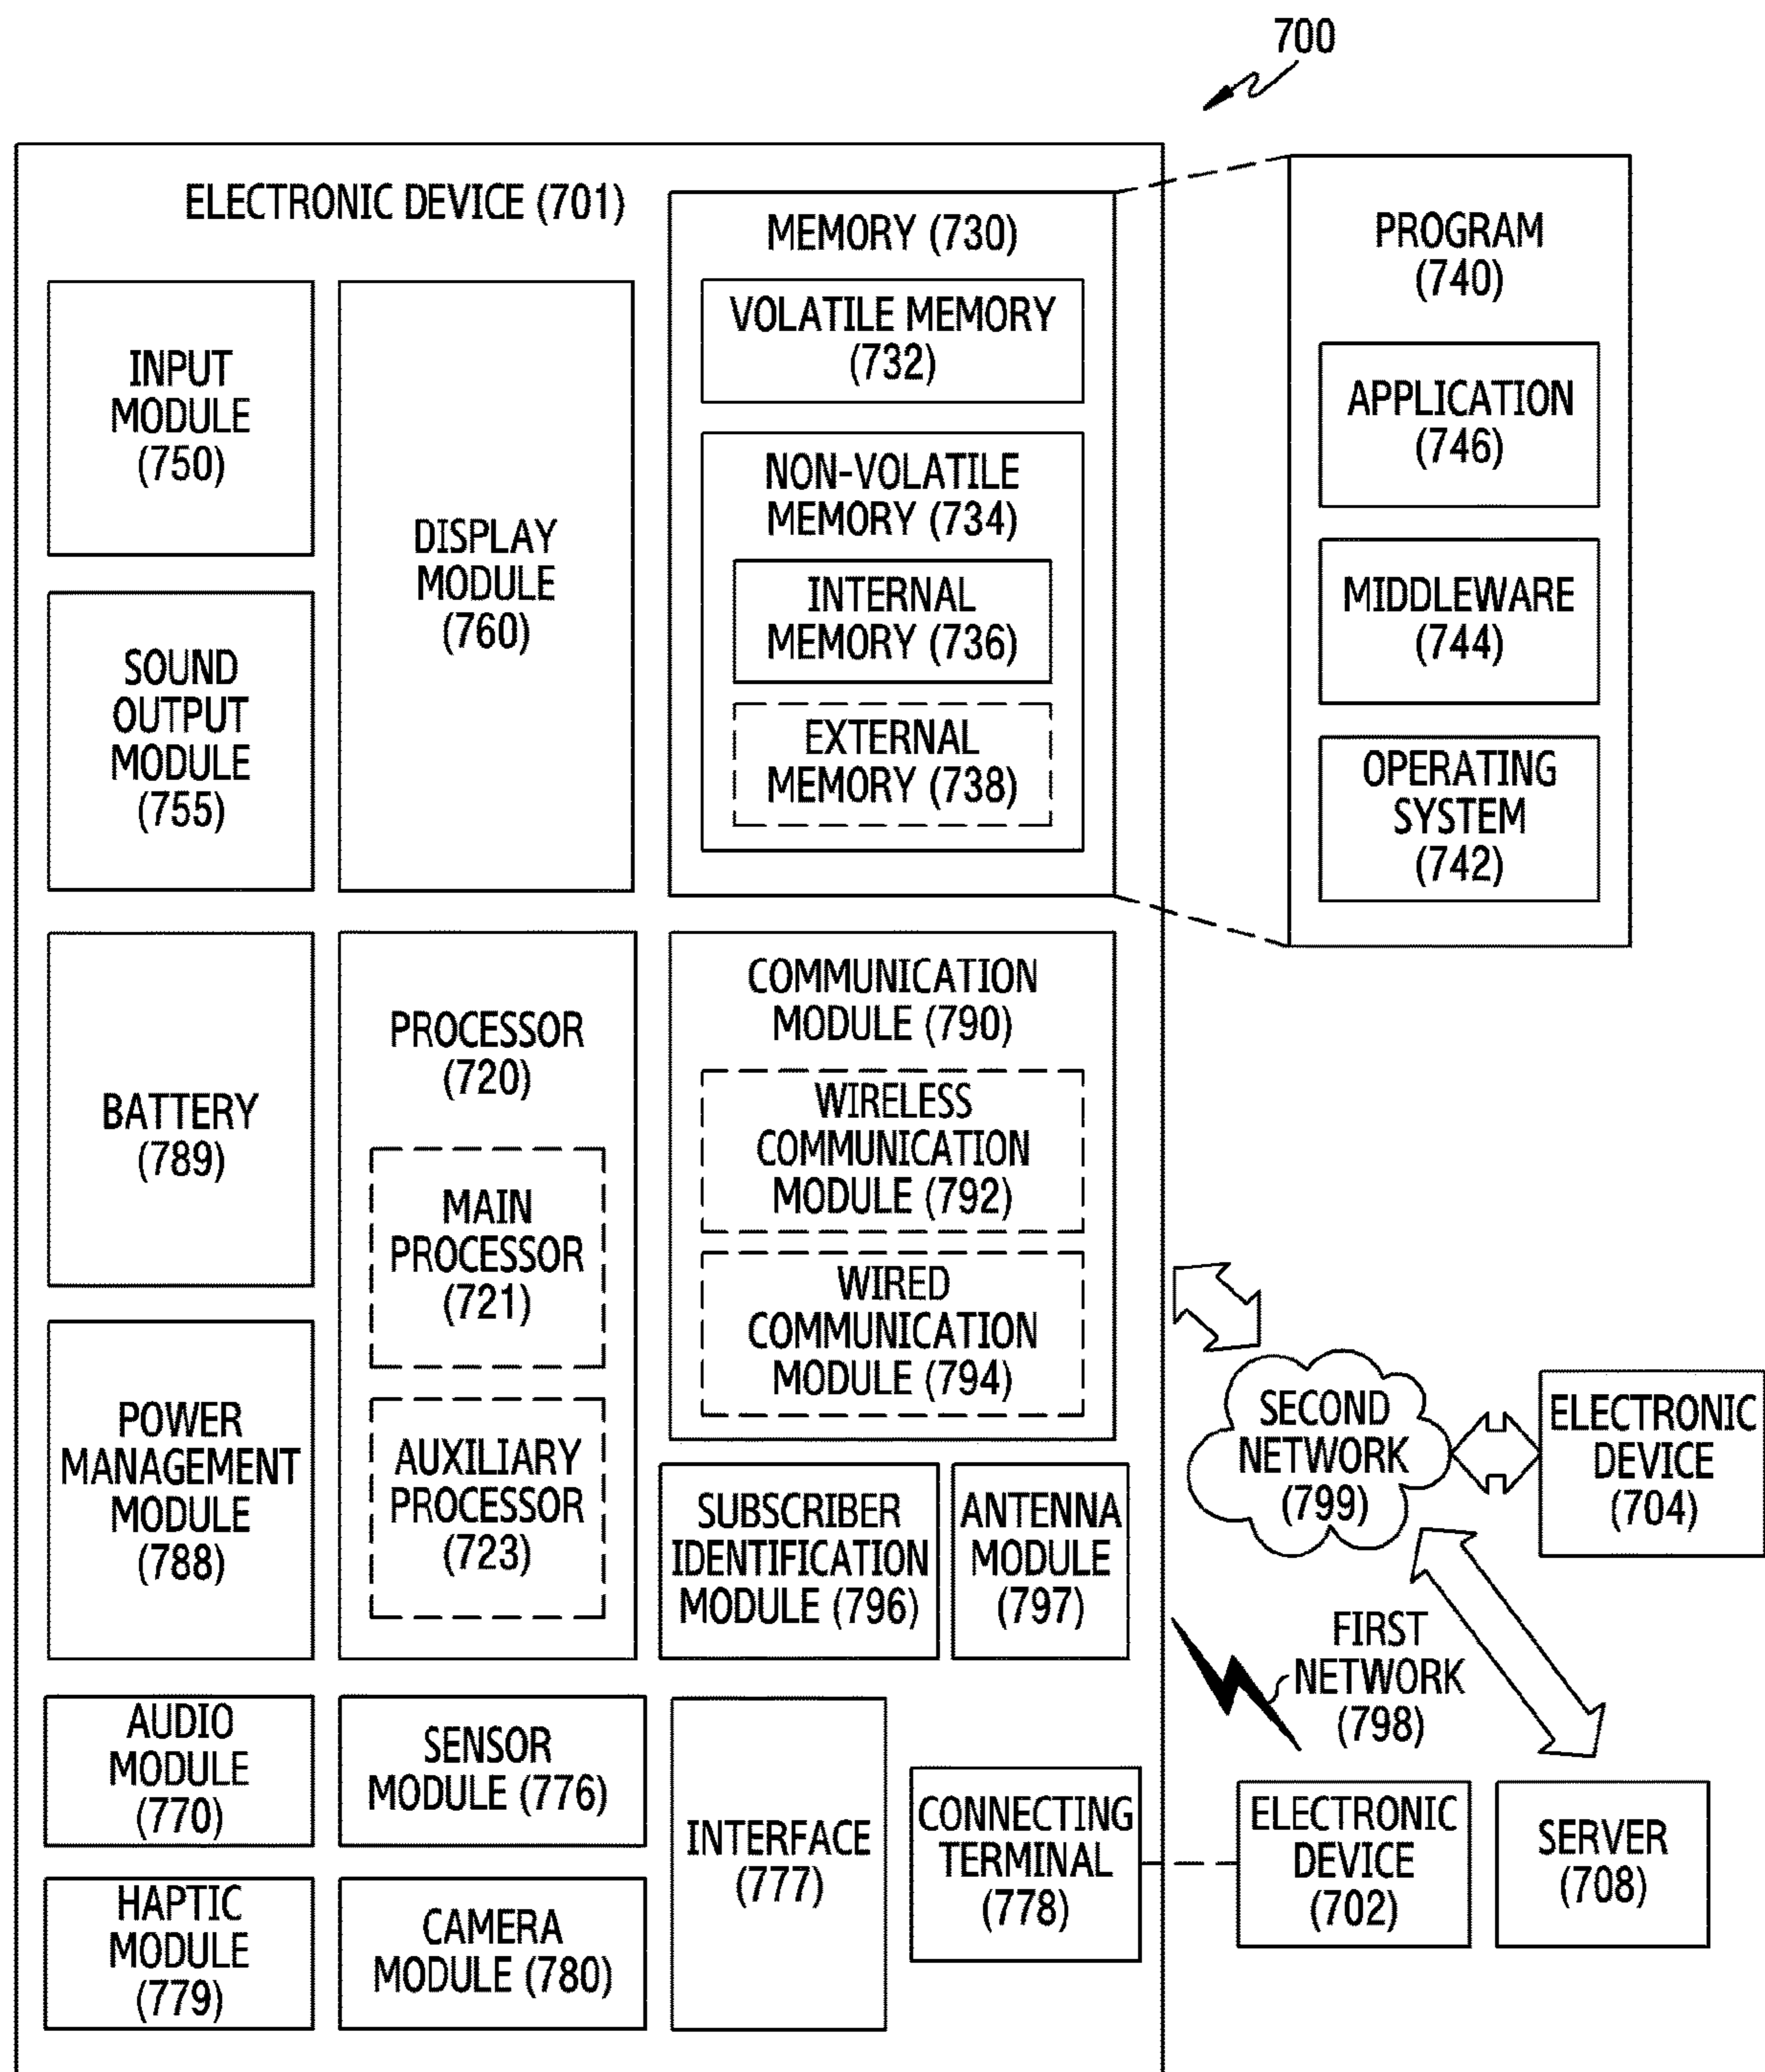 700
ELECTRONIC DEVICE (701)
INPUT
MODULE
(750)
SOUND
OUTPUT
MODULE
(755)
DISPLAY
MODULE
(760)
MEMORY (730)
VOLATILE MEMORY
(732)
NON-VOLATILE
MEMORY (734)
INTERNAL
MEMORY (736)
EXTERNAL
MEMORY (738)
PROGRAM
(740)
APPLICATION
(746)
MIDDLEWARE
(744)
OPERATING
SYSTEM
(742)
BATTERY
(789)
POWER
MANAGEMENT
MODULE
(788)
PROCESSOR
(720)
MAIN
PROCESSOR
(721)
AUXILIARY
PROCESSOR
(723)
COMMUNICATION
MODULE (790)
WIRELESS
COMMUNICATION
MODULE (792)
WIRED
COMMUNICATION
MODULE (794)
SUBSCRIBER
IDENTIFICATION
MODULE (796)
ANTENNA
MODULE
(797)
SECOND
NETWORK
(799)
ELECTRONIC
DEVICE
(704)
FIRST
NETWORK
(798)
AUDIO
MODULE
(770)
SENSOR
MODULE (776)
INTERFACE
(777)
CONNECTING
TERMINAL
(778)
ELECTRONIC
DEVICE
(702)
SERVER
(708)
HAPTIC
MODULE
(779)
CAMERA
MODULE (780)